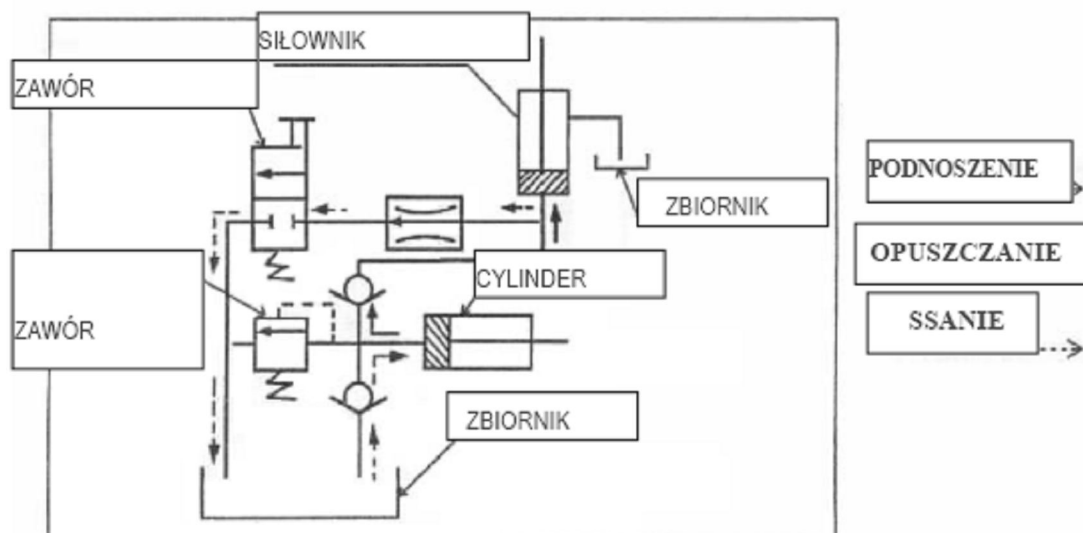 SIŁOWNIK
ZAWÓR
PODNOSZENIE
ZBIORNIK
OPUSZCZANIE
CYLINDER
ZAWÓR
SSANIE
ZBIORNIK